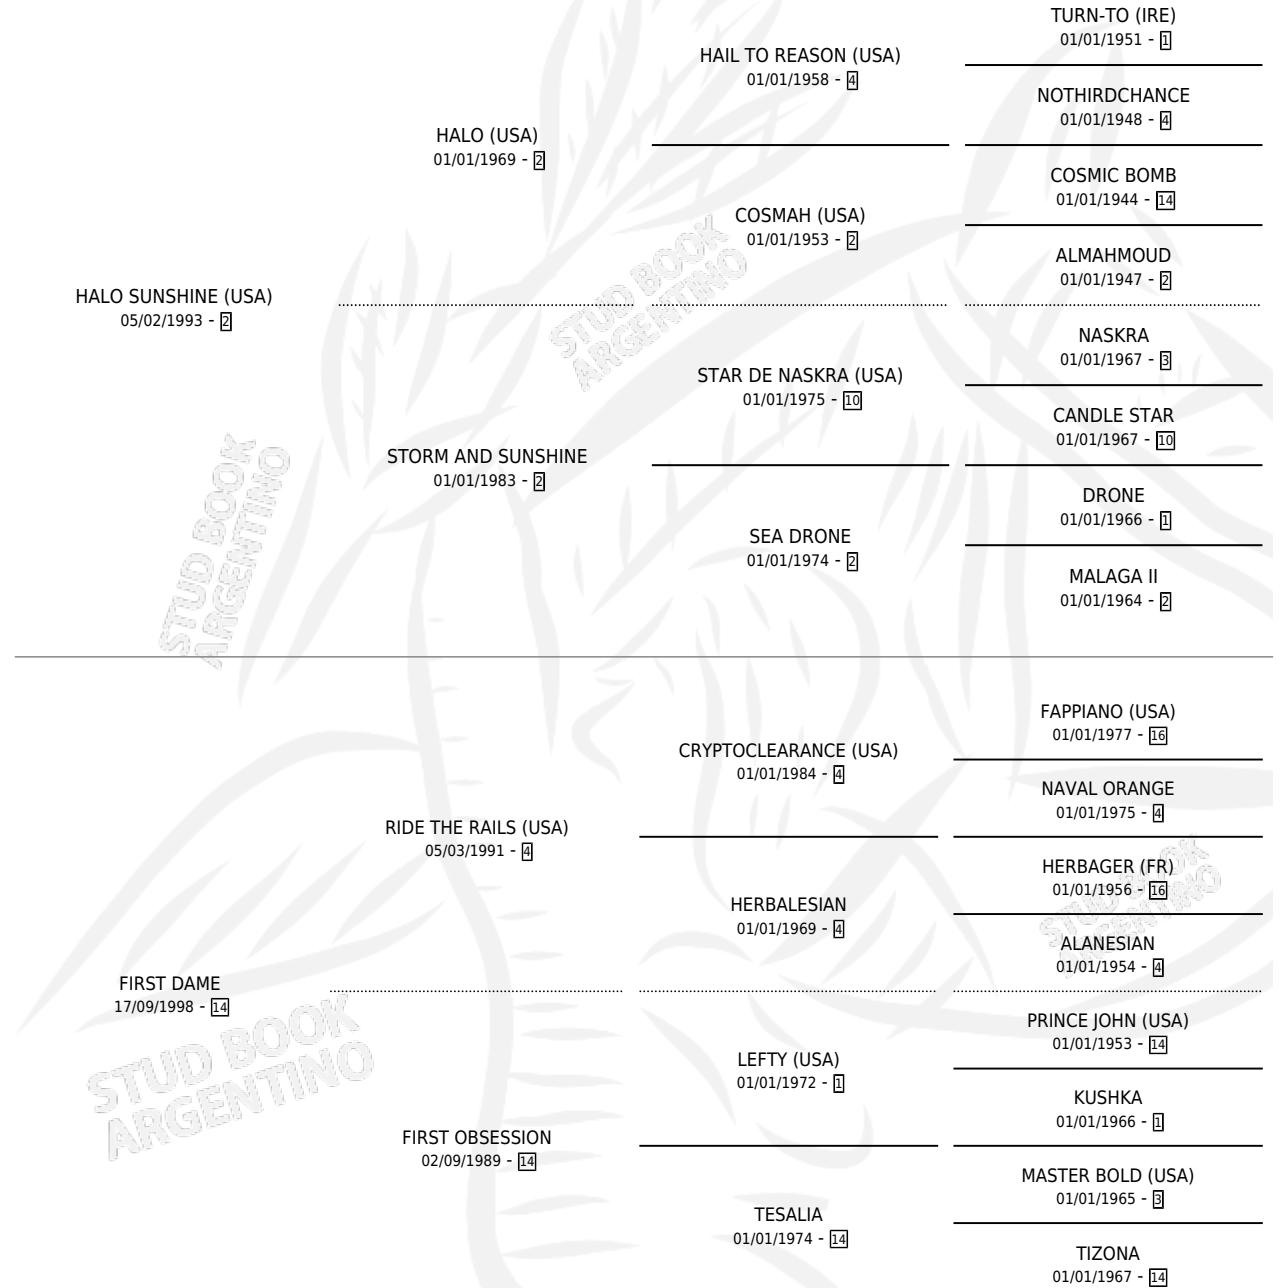 TURN-TO (IRE)
01/01/1951 - 1
HAIL TO REASON (USA)
01/01/1958 - 4
NOTHIRDCHANCE
01/01/1948 - 4
HALO (USA)
01/01/1969 - 2
COSMIC BOMB
01/01/1944 - 14
COSMAH (USA)
01/01/1953 - 2
ALMAHMOUD
01/01/1947 - 2
HALO SUNSHINE (USA)
05/02/1993 - 2
NASKRA
01/01/1967 - 3
STAR DE NASKRA (USA)
01/01/1975 - 10
CANDLE STAR
01/01/1967 - 10
STORM AND SUNSHINE
01/01/1983 - 2
DRONE
01/01/1966 - 1
SEA DRONE
01/01/1974 - 2
MALAGA II
01/01/1964 - 2
STUD BOOK
ARGENTINO
STUD BOOK
ARGENTINO
FAPPIANO (USA)
01/01/1977 - 16
CRYPTOCLEARANCE (USA)
01/01/1984 - 4
NAVAL ORANGE
01/01/1975 - 4
RIDE THE RAILS (USA)
05/03/1991 - 4
HERBAGER (FR)
01/01/1956 - 16
HERBALESIAN
01/01/1969 - 4
ALANESIAN
01/01/1954 - 4
FIRST DAME
17/09/1998 - 14
PRINCE JOHN (USA)
01/01/1953 - 14
LEFTY (USA)
01/01/1972 - 1
KUSHKA
01/01/1966 - 1
FIRST OBSESSION
02/09/1989 - 14
MASTER BOLD (USA)
01/01/1965 - 3
TESALIA
01/01/1974 - 14
TIZONA
01/01/1967 - 14
STUD BOOK
ARGENTINO
STUD BOOK
ARGENTINO